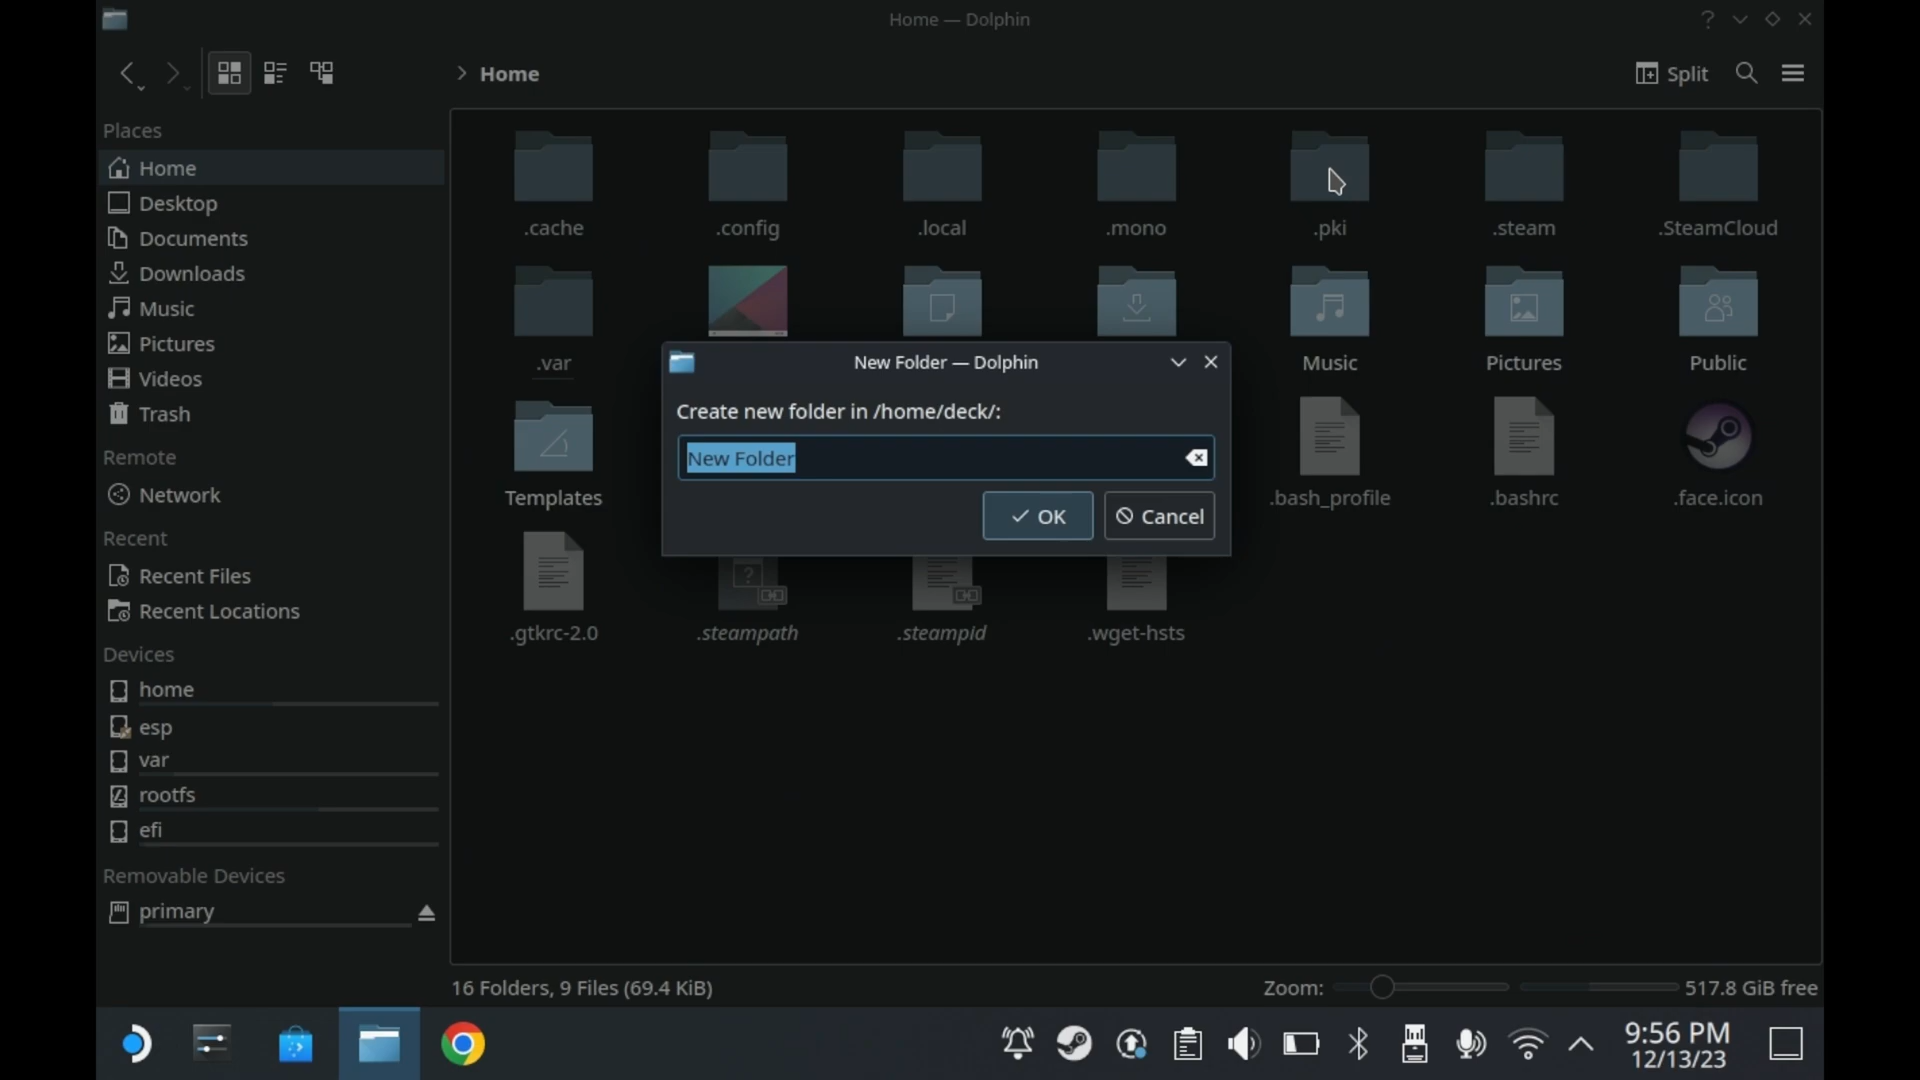 Home — Dolphin
?
Home
Split
Places
Home
Desktop
Documents
Downloads
Music
Pictures
Videos
Trash
Remote
Network
Recent
Recent Files
Recent Locations
Devices
home
esp
var
rootfs
efi
Removable Devices
primary
.cache
.config
.local
.mono
.pki
.steam
.SteamCloud
.var
Music
Pictures
Public
Templates
.bash_profile
.bashrc
.face.icon
.gtkrc-2.0
.steampath
.steampid
.wget-hsts
New Folder — Dolphin
Create new folder in /home/deck/:
New Folder
OK
Cancel
16 Folders, 9 Files (69.4 KiB)
Zoom:
517.8 GiB free
9:56 PM
12/13/23